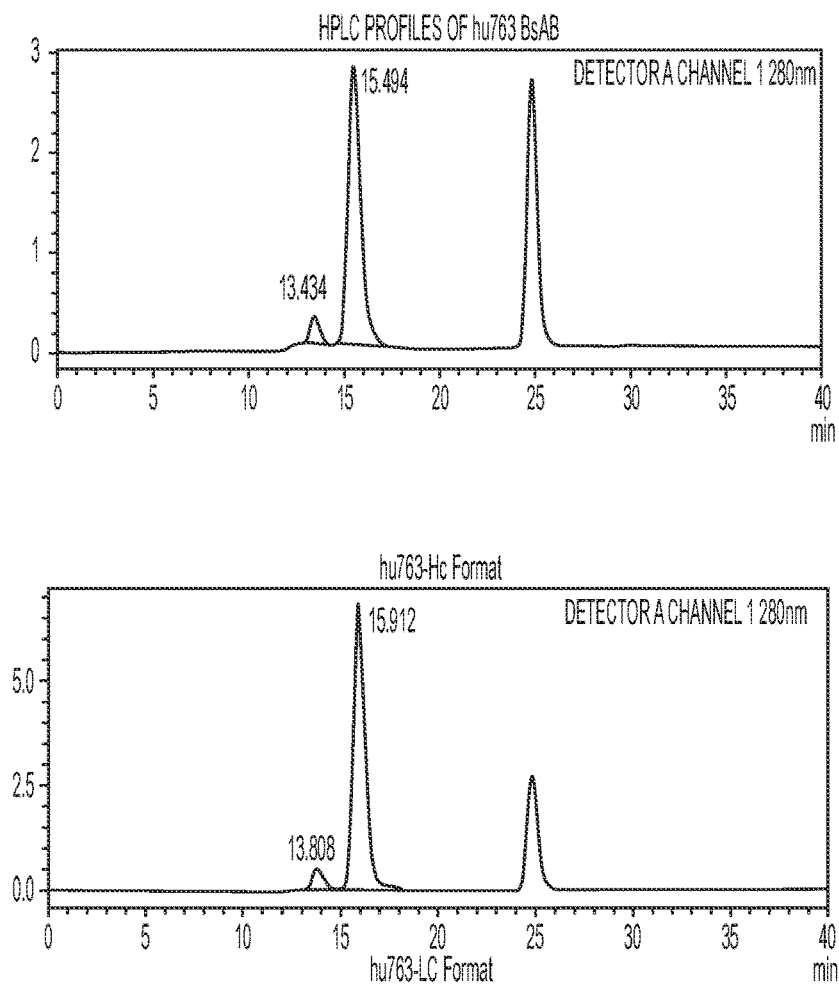 HPLC PROFILES OF hu763 BsAB
DETECTOR A CHANNEL 1 280nm
3
2
1
0
15.494
13.434
0 5 10 15 20 25 30 35 40
min
hu763-Hc Format
DETECTOR A CHANNEL 1 280nm
5.0
2.5
0.0
15.912
13.808
0 5 10 15 20 25 30 35 40
hu763-LC Format
min